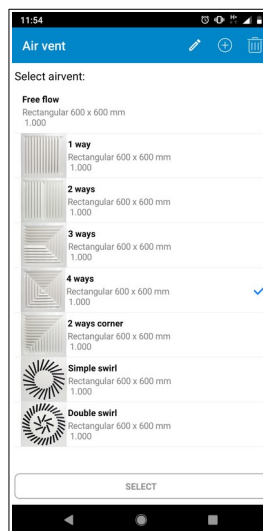 11:54
H+
Air vent
Select airvent:
Free flow
Rectangular 600 x 600 mm
1.000
1 way
Rectangular 600 x 600 mm
1.000
2 ways
Rectangular 600 x 600 mm
1.000
3 ways
Rectangular 600 x 600 mm
1.000
4 ways
Rectangular 600 x 600 mm
1.000
2 ways corner
Rectangular 600 x 600 mm
1.000
Simple swirl
Rectangular 600 x 600 mm
1.000
Double swirl
Rectangular 600 x 600 mm
1.000
SELECT